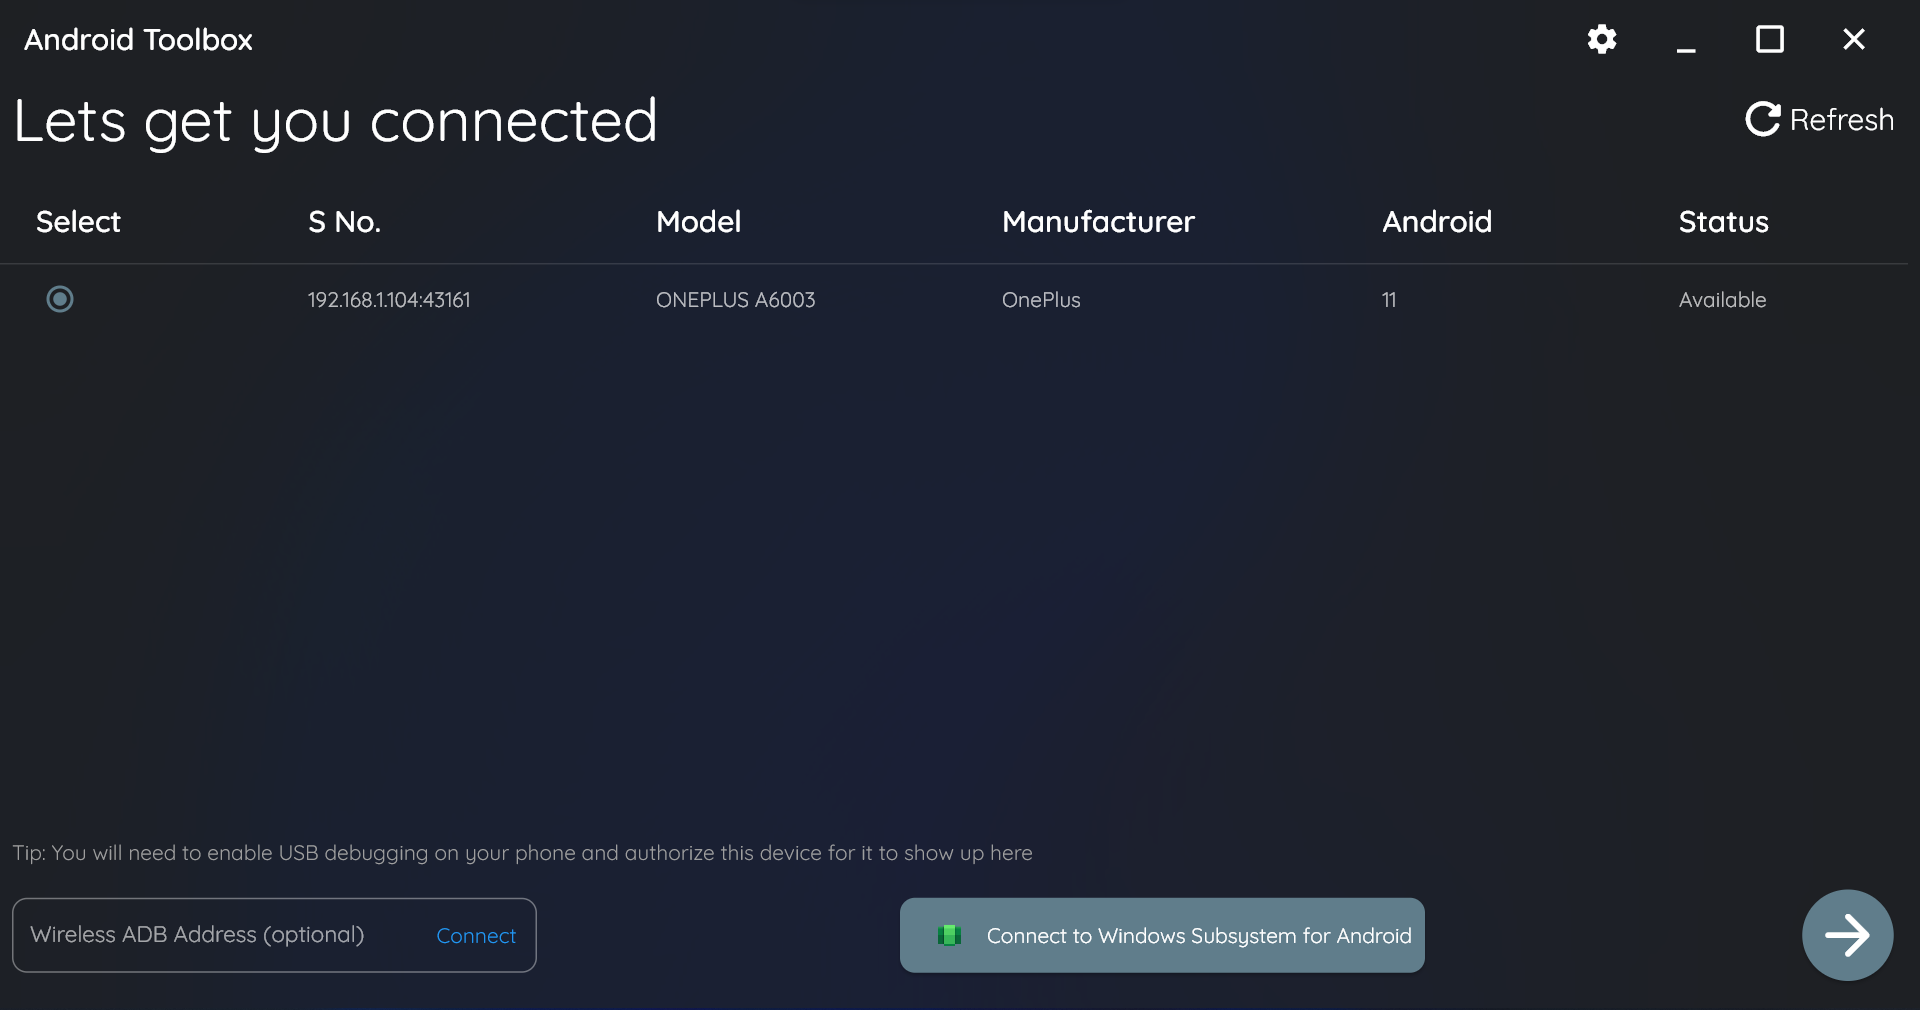 Android Toolbox
Lets get you connected
Refresh
Select S No. Model Manufacturer Android Status
192.168.1.104:43161 ONEPLUS A6003 OnePlus 11 Available
Tip: You will need to enable USB debugging on your phone and authorize this device for it to show up here
Wireless ADB Address (optional) Connect
Connect to Windows Subsystem for Android